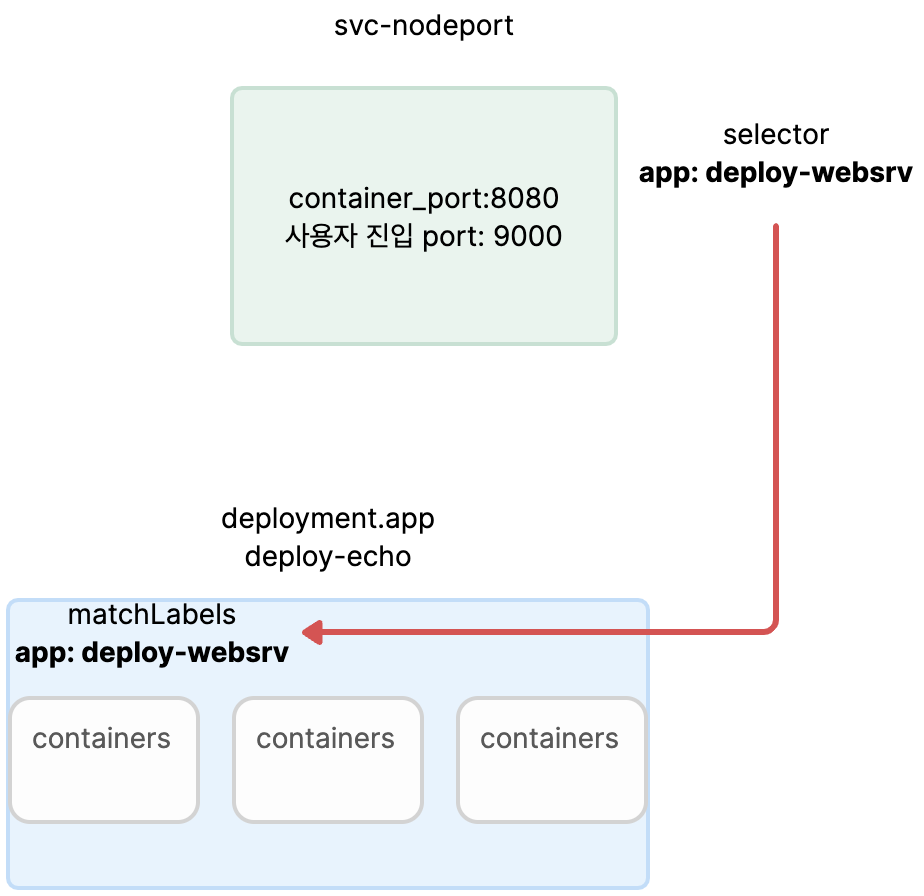 svc-nodeport
container_port:8080
사용자 진입 port: 9000
selector
app: deploy-websrv
deployment.app
deploy-echo
matchLabels
app: deploy-websrv
containers
containers
containers